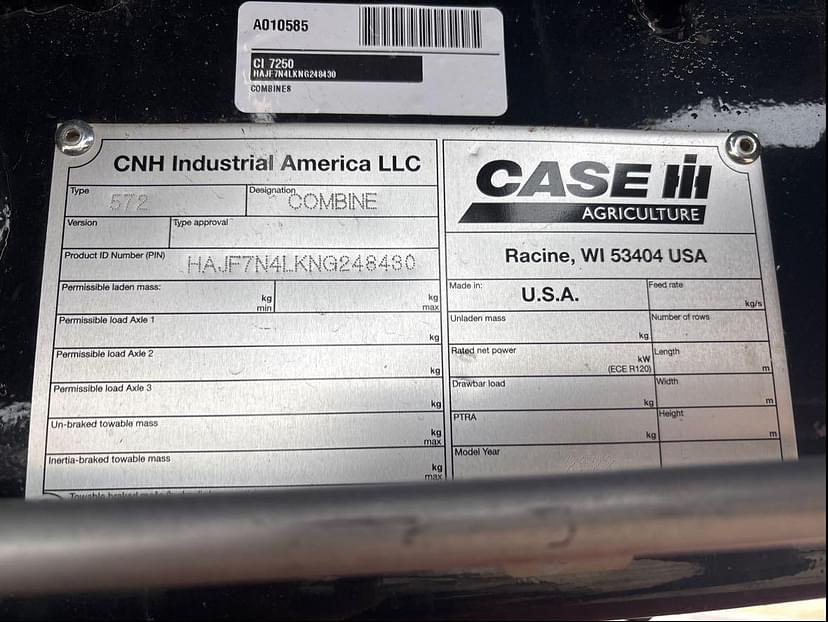 A010585
CI 7250
HAJF7N4LKNG248430
COMBINES
CNH Industrial America LLC
Type
572
Designation
COMBINE
Version
Type approval
Product ID Number (PIN)
HAJF7N4LKNG248430
Permissible laden mass:
kg
min
kg
max
Permissible load Axle 1
kg
Permissible load Axle 2
kg
Permissible load Axle 3
kg
Un-braked towable mass
kg
max
Inertia-braked towable mass
kg
max
CASE IH
AGRICULTURE
Racine, WI 53404 USA
Made in:
U.S.A.
Feed rate
kg/s
Unladen mass
kg
Number of rows
Rated net power
kW
(ECE R120)
Length
m
Drawbar load
kg
Width
m
PTRA
kg
Height
m
Model Year